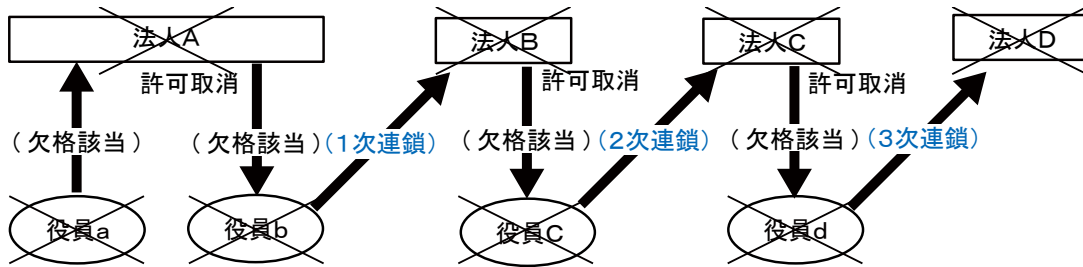 法人A
法人B
法人C
法人D
許可取消
許可取消
許可取消
(欠格該当)
(欠格該当)
(1次連鎖)
(欠格該当)
(2次連鎖)
(欠格該当)
(3次連鎖)
役員a
役員b
役員C
役員d